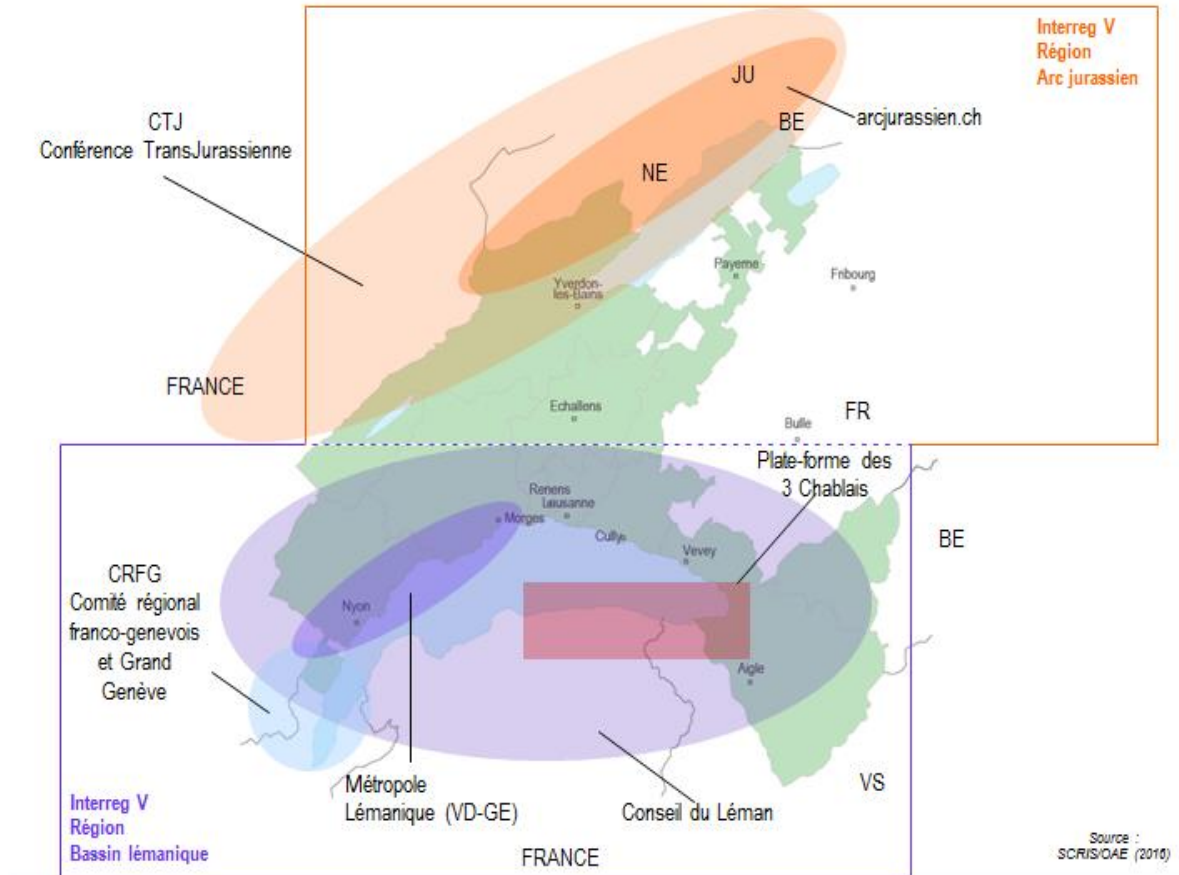 Interreg V
Région
Arc jurassien
JU
arcjurassien.ch
BE
CTJ
Conférence TransJurassienne
NE
Payerne
Fribourg
Yverdon-
les-Bains
FRANCE
Echallens
FR
Bulle
Plate-forme des
3 Chablais
Renens
Lausanne
Morges
Cully
Vevey
BE
CRFG
Comité régional
franco-genevois
et Grand
Genève
Nyon
Aigle
VS
Métropole
Lémanique (VD-GE)
Conseil du Léman
Interreg V
Région
Bassin lémanique
FRANCE
Source :
SCRIS/OAE (2016)